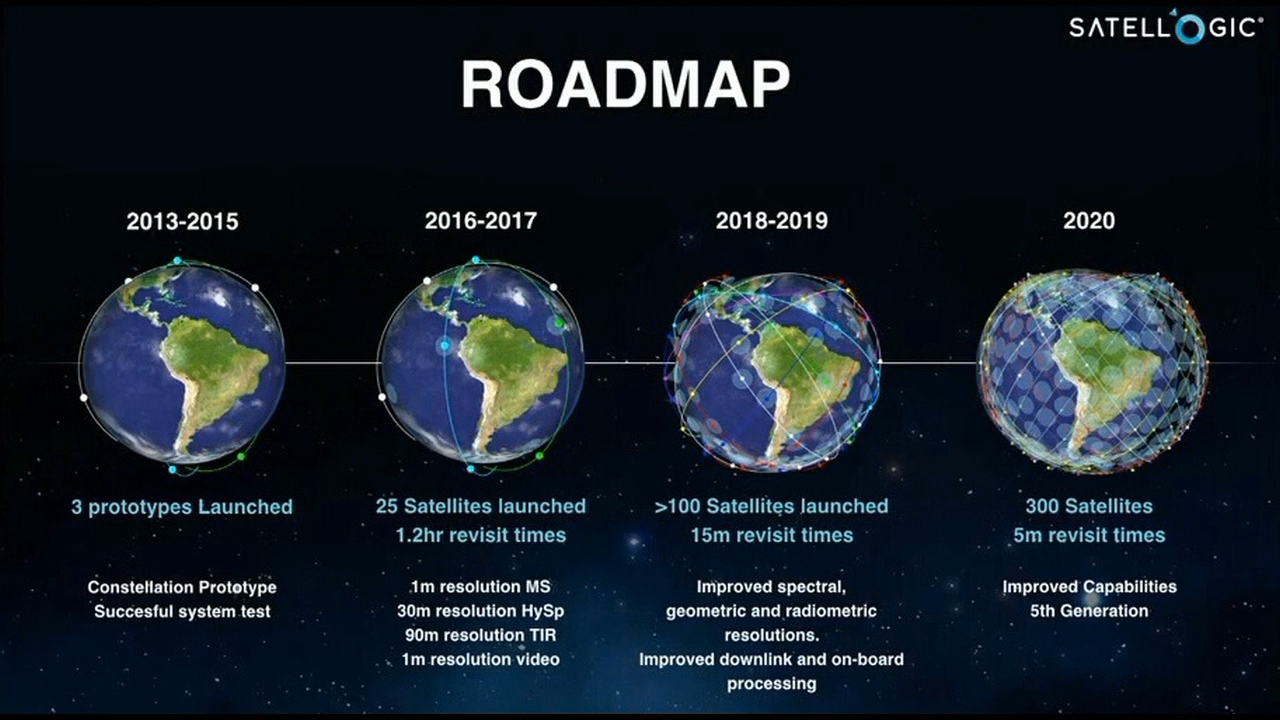 SATELLOGIC®
ROADMAP
2013-2015
3 prototypes Launched
Constellation Prototype
Succesful system test
2016-2017
25 Satellites launched
1.2hr revisit times
1m resolution MS
30m resolution HySp
90m resolution TIR
1m resolution video
2018-2019
>100 Satellites launched
15m revisit times
Improved spectral,
geometric and radiometric
resolutions.
Improved downlink and on-board
processing
2020
300 Satellites
5m revisit times
Improved Capabilities
5th Generation